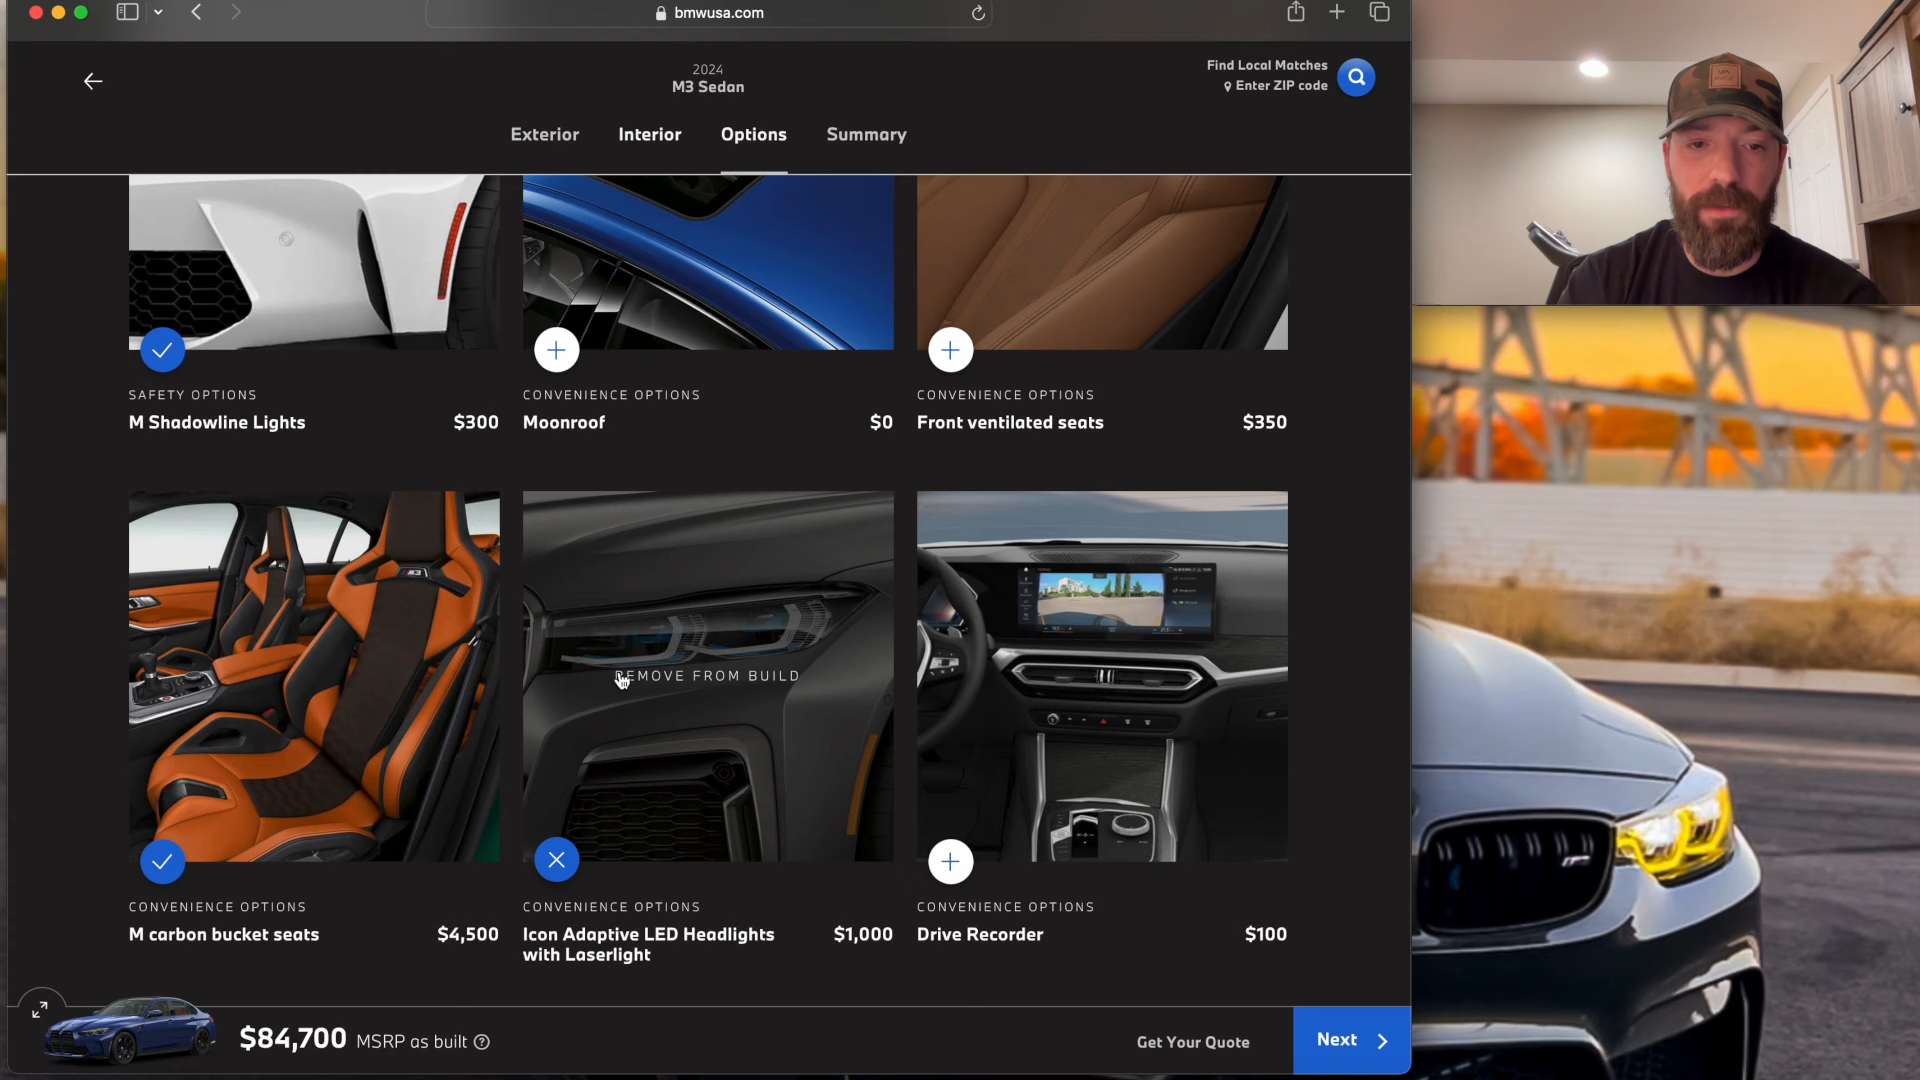 bmwusa.com
2024
M3 Sedan
Find Local Matches
Enter ZIP code
Exterior
Interior
Options
Summary
SAFETY OPTIONS
M Shadowline Lights $300
CONVENIENCE OPTIONS
Moonroof $0
CONVENIENCE OPTIONS
Front ventilated seats $350
M3
REMOVE FROM BUILD
CONVENIENCE OPTIONS
M carbon bucket seats $4,500
CONVENIENCE OPTIONS
Icon Adaptive LED Headlights $1,000
with Laserlight
CONVENIENCE OPTIONS
Drive Recorder $100
$84,700 MSRP as built
Get Your Quote
Next